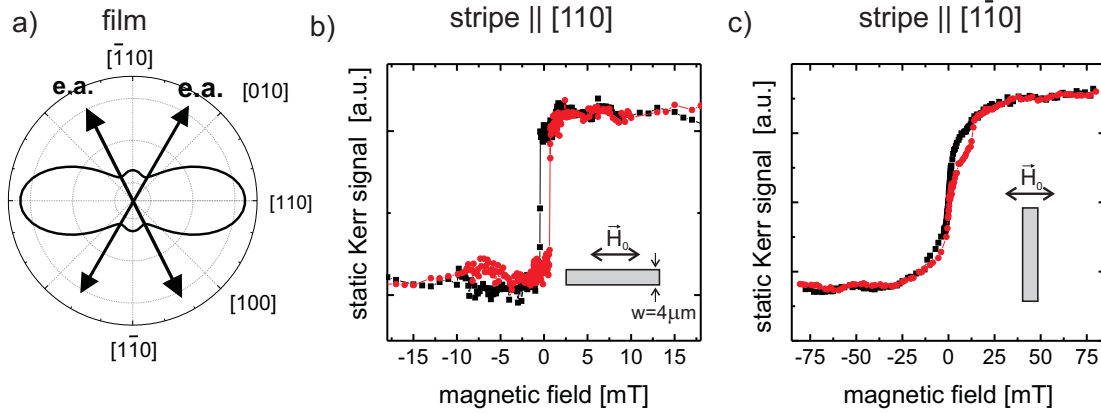 a) film
[1̄10]
e.a. e.a. [010]
[110]
[100]
[11̄0]
b) stripe || [110]
static Kerr signal [a.u.]
H⃗₀
w=4μm
-15 -10 -5 0 5 10 15
magnetic field [mT]
c) stripe || [11̄0]
static Kerr signal [a.u.]
H⃗₀
-75 -50 -25 0 25 50 75
magnetic field [mT]